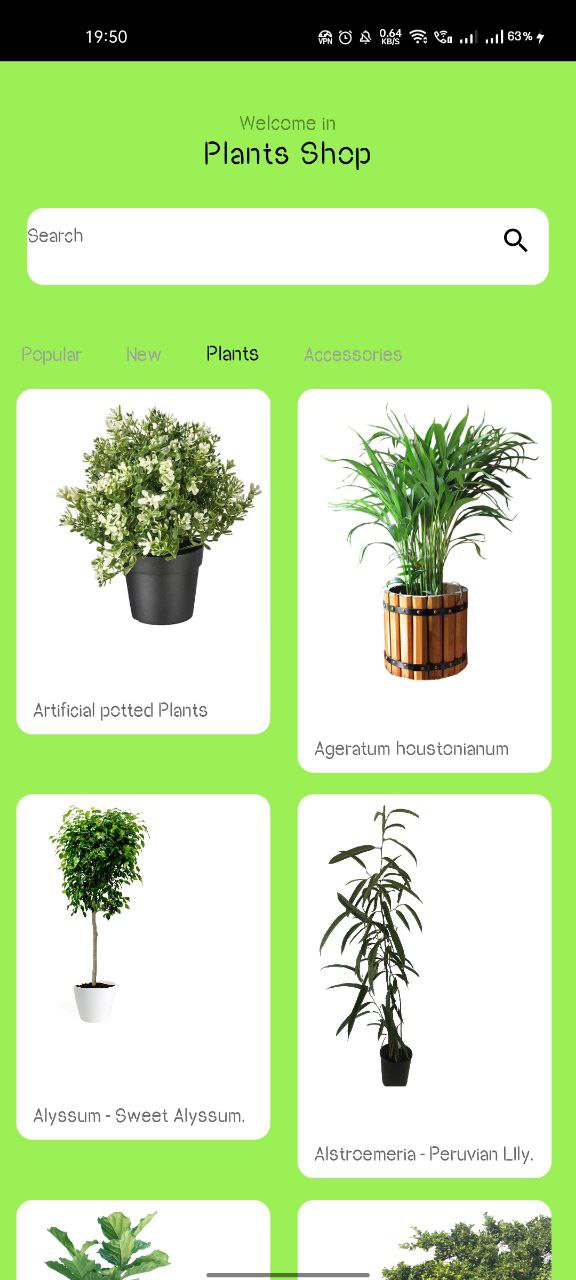 19:50
VPN 0.64 KB/S 63%
Welcome in
Plants Shop
Search
Popular New Plants Accessories
Artificial potted Plants
Ageratum houstonianum
Alyssum - Sweet Alyssum.
Alstroemeria - Peruvian LIly.